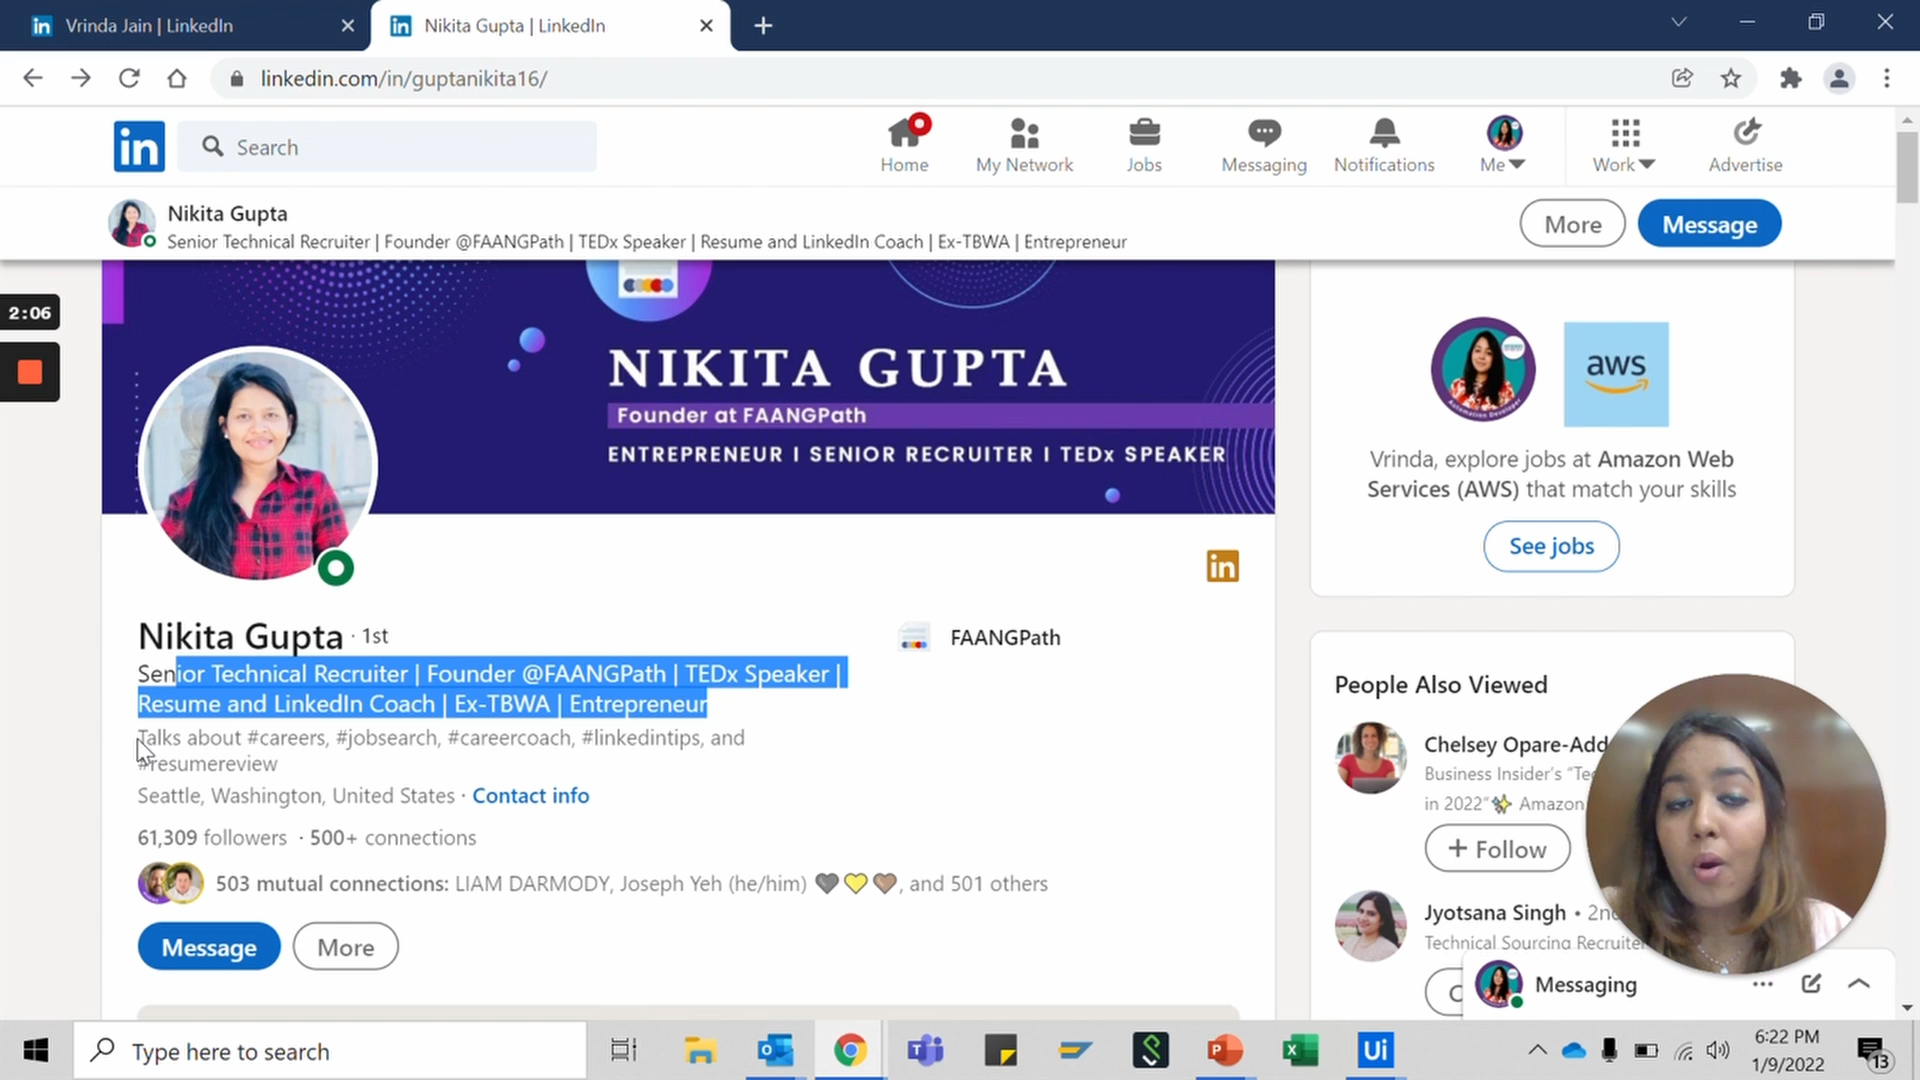 Vrinda Jain | LinkedIn
Nikita Gupta | LinkedIn
linkedin.com/in/guptanikita16/
in
Search
Home
My Network
Jobs
Messaging
Notifications
Me
Work
Advertise
Nikita Gupta
Senior Technical Recruiter | Founder @FAANGPath | TEDx Speaker | Resume and LinkedIn Coach | Ex-TBWA | Entrepreneur
More
Message
2:06
NIKITA GUPTA
Founder at FAANGPath
ENTREPRENEUR I SENIOR RECRUITER I TEDx SPEAKER
in
Nikita Gupta · 1st
FAANGPath
Senior Technical Recruiter | Founder @FAANGPath | TEDx Speaker |
Resume and LinkedIn Coach | Ex-TBWA | Entrepreneur
Talks about #careers, #jobsearch, #careercoach, #linkedintips, and
#resumereview
Seattle, Washington, United States · Contact info
61,309 followers · 500+ connections
503 mutual connections: LIAM DARMODY, Joseph Yeh (he/him) 🖤💛🤎, and 501 others
Message
More
aws
Vrinda, explore jobs at Amazon Web
Services (AWS) that match your skills
See jobs
People Also Viewed
Chelsey Opare-Add
Business Insider's "Te
in 2022"✨ Amazon
+ Follow
Jyotsana Singh • 2n
Technical Sourcing Recruiter
Messaging
Type here to search
Ui
6:22 PM
1/9/2022
13